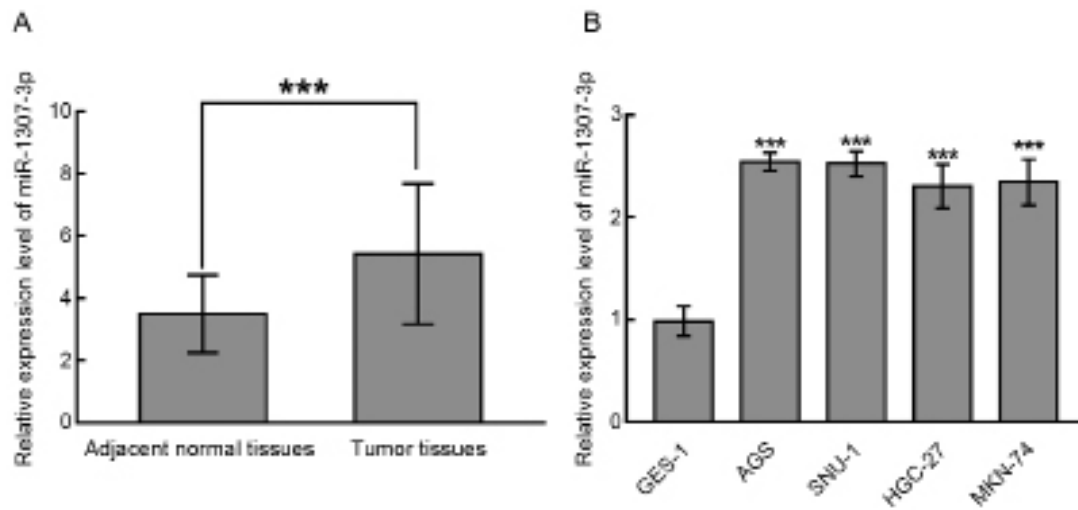 A
Relative expression level of miR-1307-3p
10
8
6
4
2
0
***
Adjacent normal tissues
Tumor tissues
B
Relative expression level of miR-1307-3p
3
2
1
0
***
***
***
***
GES-1
AGS
SNU-1
HGC-27
MKN-74